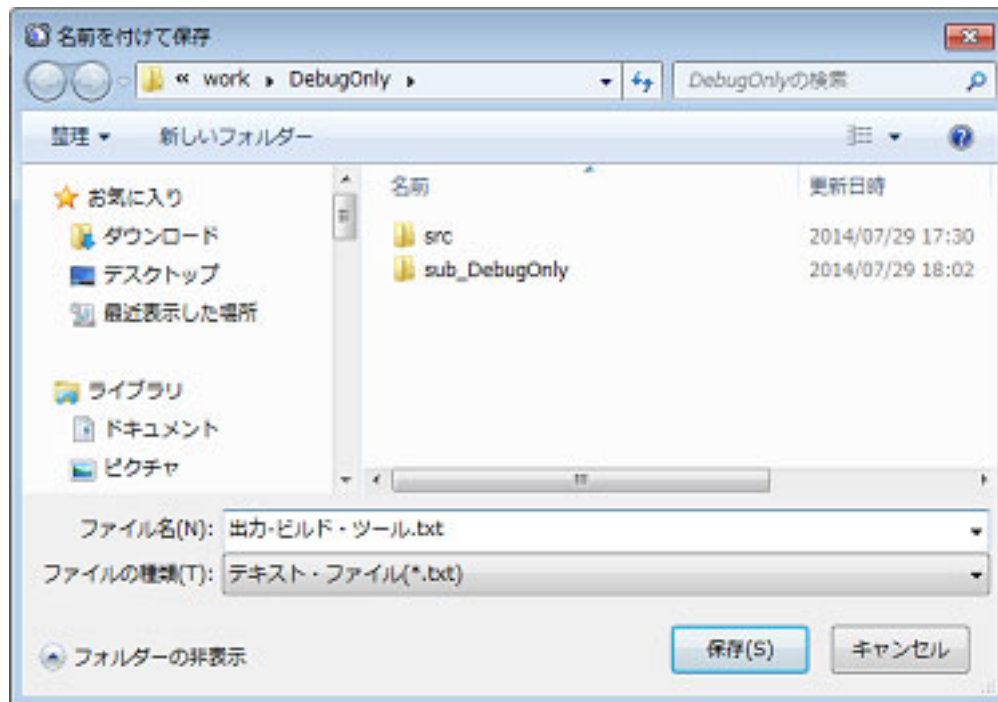 名前を付けて保存
« work ▸ DebugOnly ▸
DebugOnlyの検索
整理 ▼ 新しいフォルダー
お気に入り
ダウンロード
デスクトップ
最近表示した場所
ライブラリ
ドキュメント
ピクチャ
名前 更新日時
src 2014/07/29 17:30
sub_DebugOnly 2014/07/29 18:02
ファイル名(N): 出力-ビルド・ツール.txt
ファイルの種類(T): テキスト・ファイル(*.txt)
フォルダーの非表示
保存(S) キャンセル